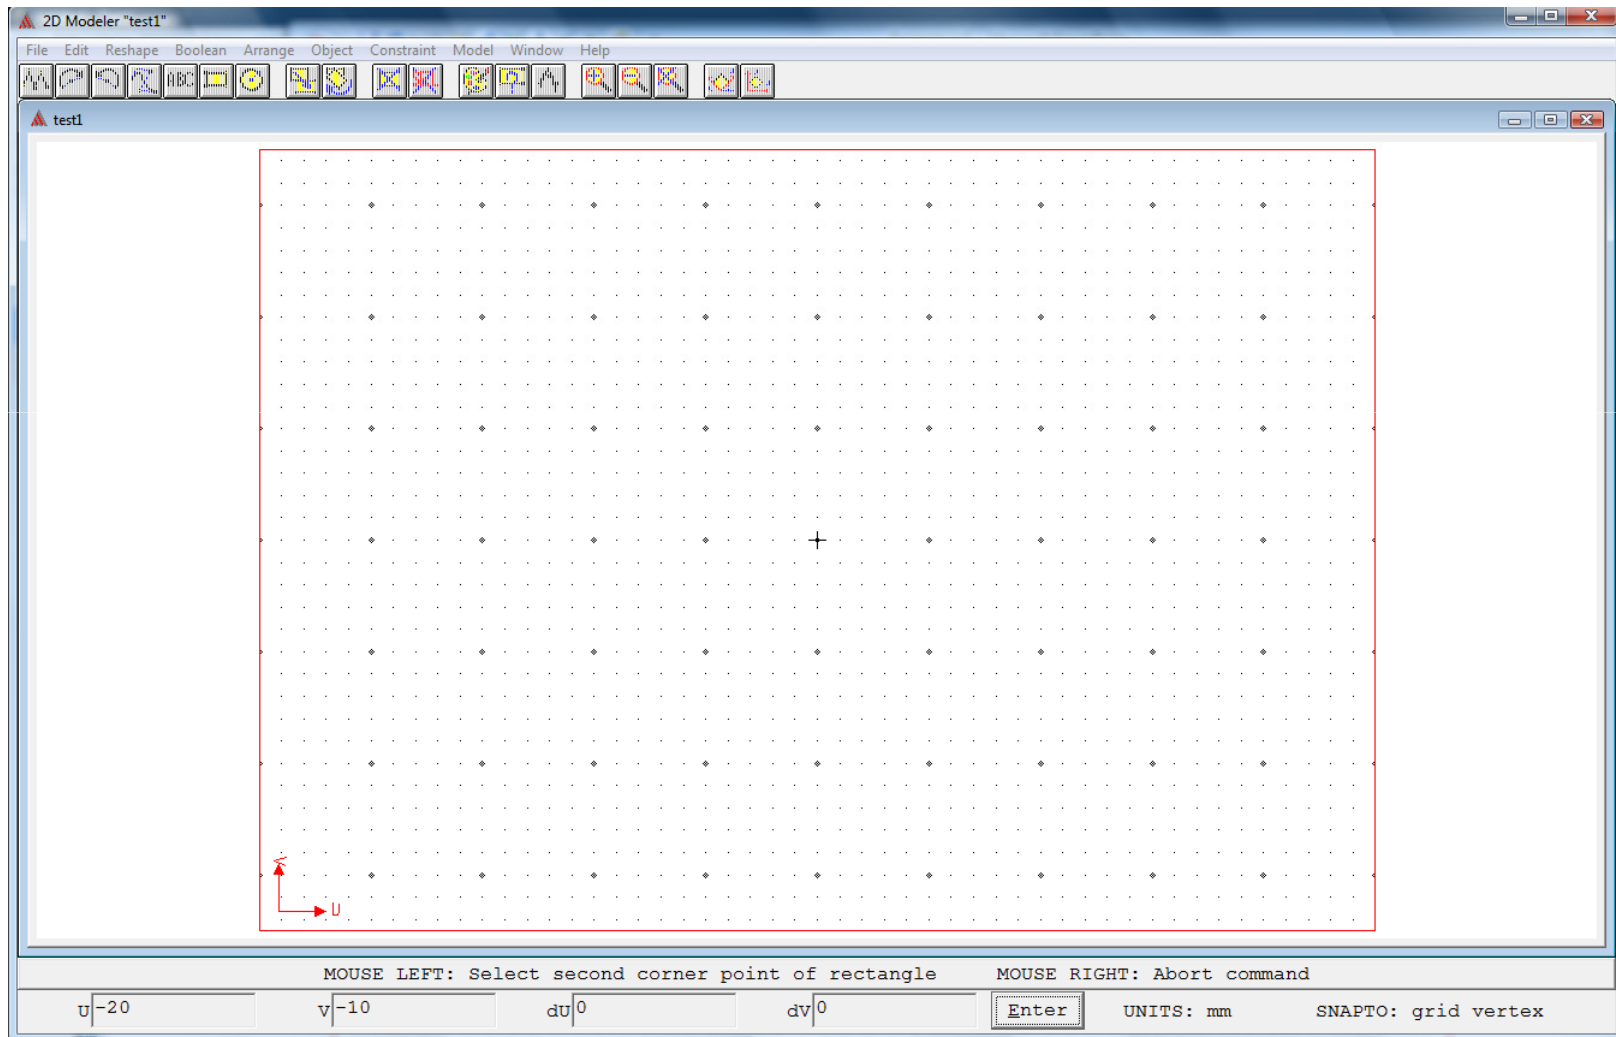 2D Modeler "test1"
File Edit Reshape Boolean Arrange Object Constraint Model Window Help
ABC
test1
V
U
MOUSE LEFT: Select second corner point of rectangle MOUSE RIGHT: Abort command
U -20 V -10 dU 0 dV 0 Enter UNITS: mm SNAPTO: grid vertex